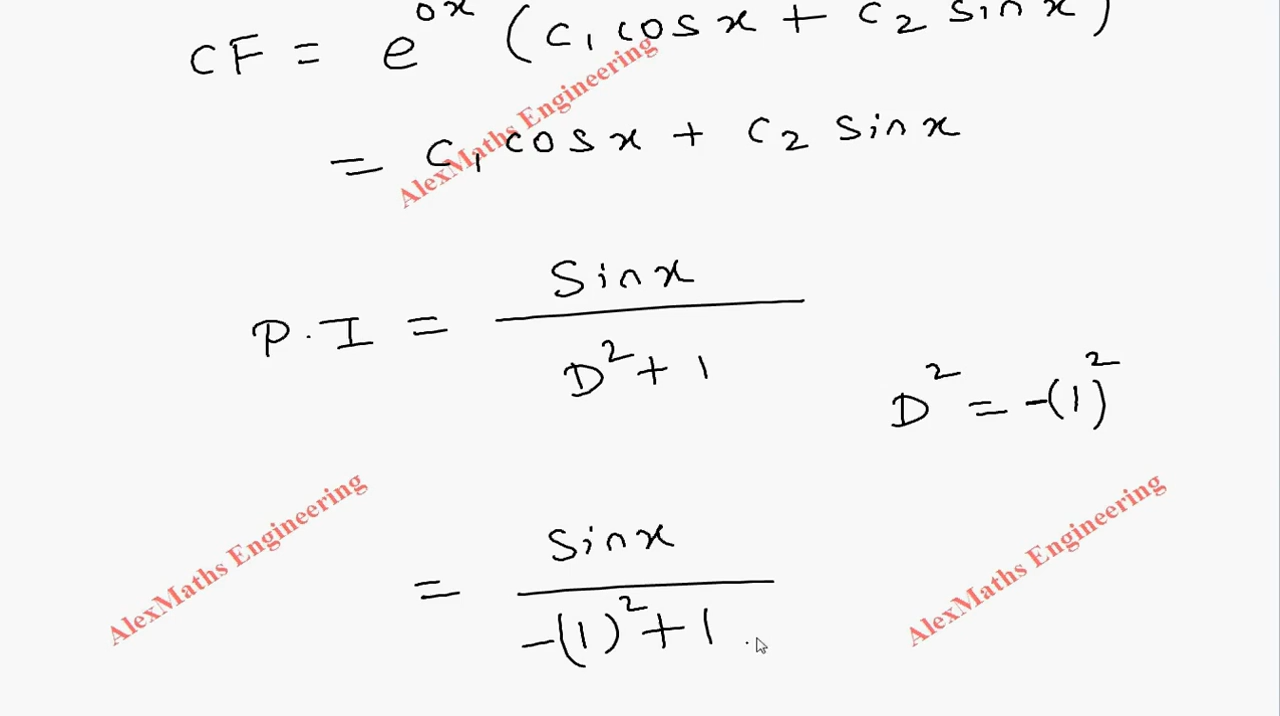 CF = e^{0x} (C₁ cos x + C₂ sin x)
= C₁ cos x + C₂ sin x
P.I = Sin x / D² + 1
D² = -(1)²
= Sin x / -(1)² + 1
AlexMaths Engineering
AlexMaths Engineering
AlexMaths Engineering